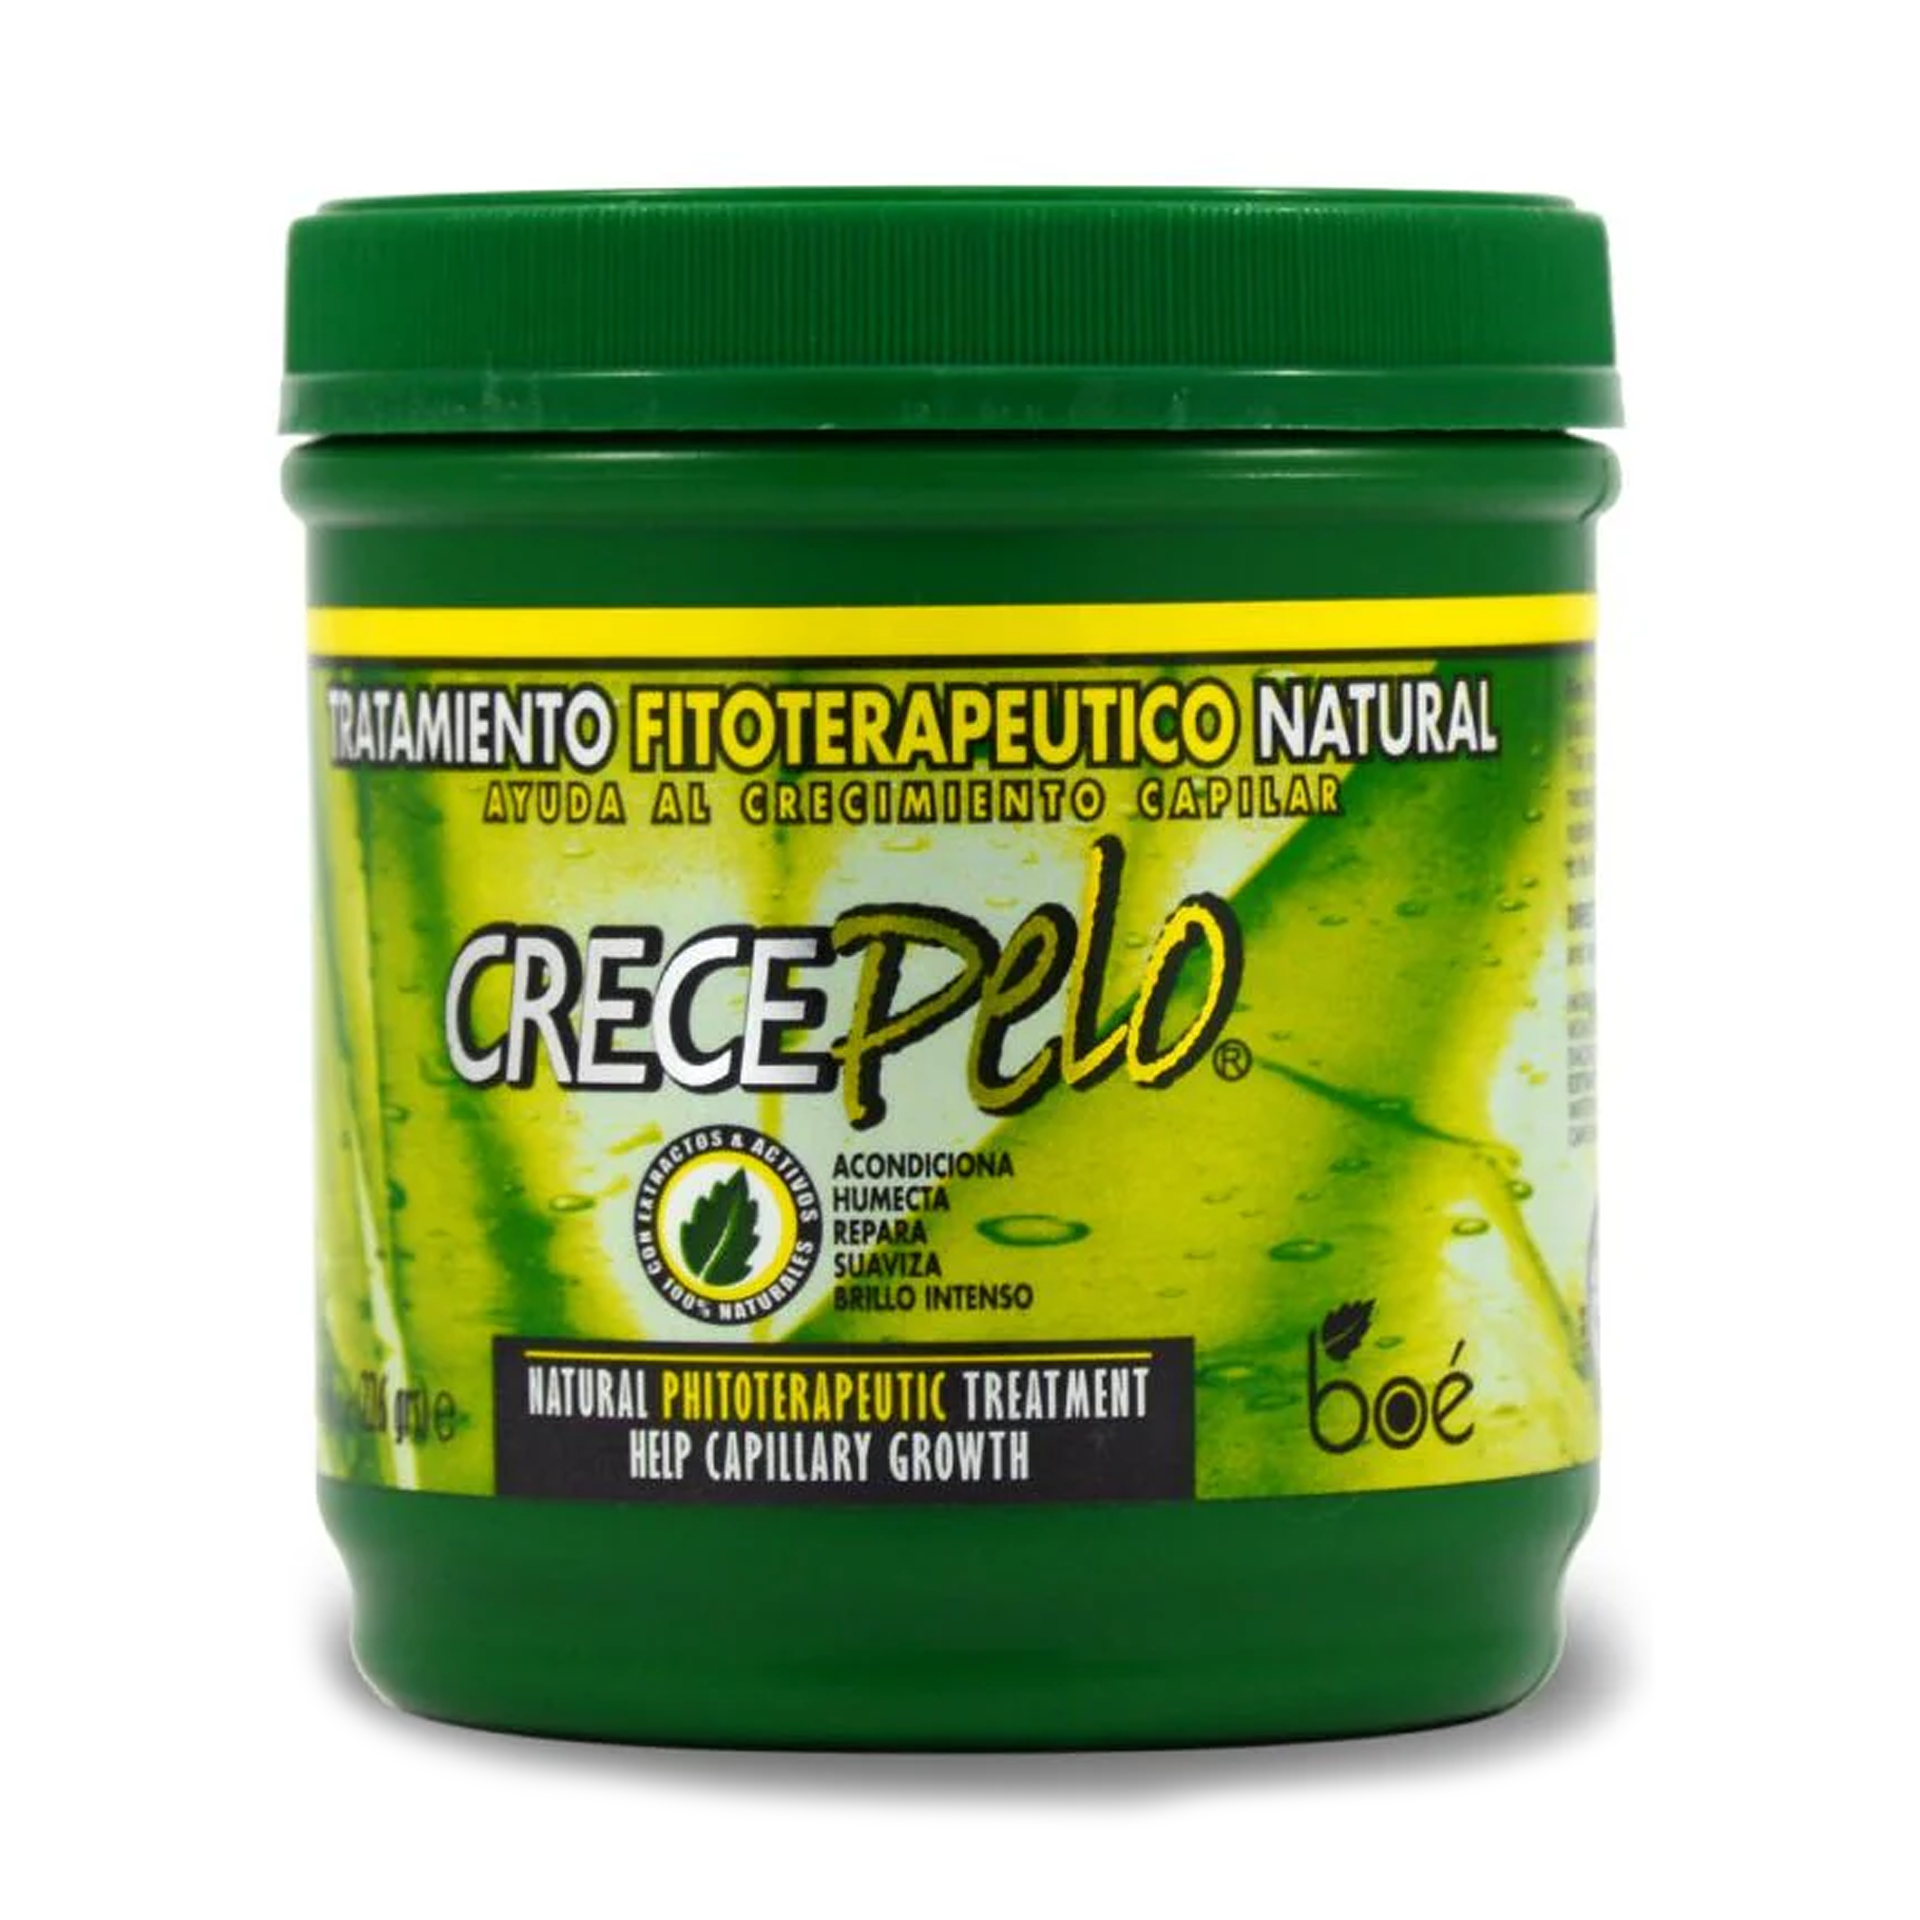 TRATAMIENTO FITOTERAPEUTICO NATURAL
AYUDA AL CRECIMIENTO CAPILAR
CRECEPelo®
CON EXTRACTOS & ACTIVOS 100% NATURALES
ACONDICIONA
HUMECTA
REPARA
SUAVIZA
BRILLO INTENSO
NATURAL PHITOTERAPEUTIC TREATMENT
HELP CAPILLARY GROWTH
boé